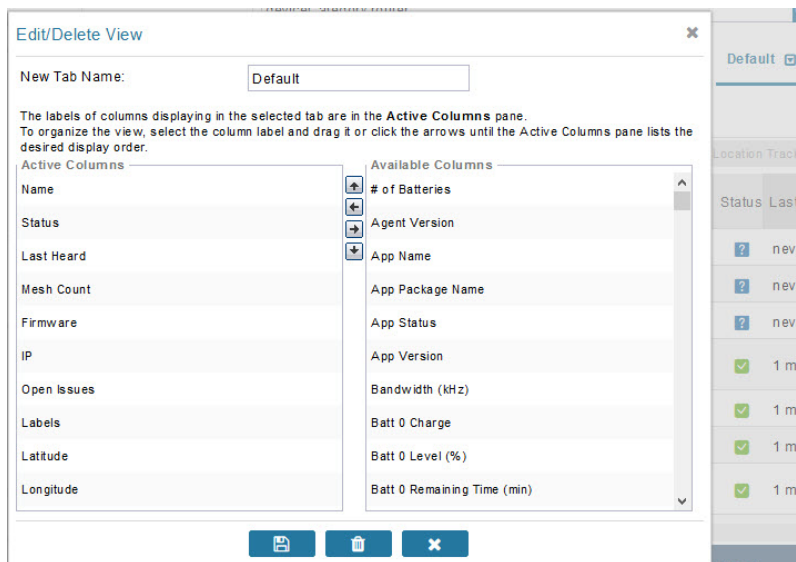 Edit/Delete View
New Tab Name:
Default
The labels of columns displaying in the selected tab are in the Active Columns pane.
To organize the view, select the column label and drag it or click the arrows until the Active Columns pane lists the
desired display order.
Active Columns
Name
Status
Last Heard
Mesh Count
Firmware
IP
Open Issues
Labels
Latitude
Longitude
Available Columns
# of Batteries
Agent Version
App Name
App Package Name
App Status
App Version
Bandwidth (kHz)
Batt 0 Charge
Batt 0 Level (%)
Batt 0 Remaining Time (min)
Default
Location Trac
Status Last
? nev
? nev
? nev
1 m
1 m
1 m
1 m